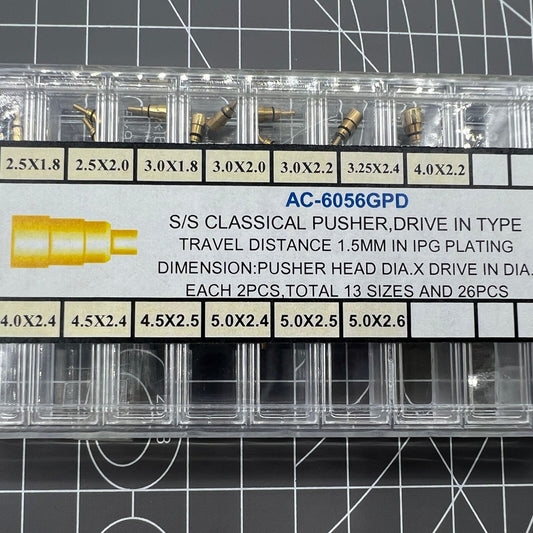 2.5X1.8 2.5X2.0 3.0X1.8 3.0X2.0 3.0X2.2 3.25X2.4 4.0X2.2
AC-6056GPD
S/S CLASSICAL PUSHER,DRIVE IN TYPE
TRAVEL DISTANCE 1.5MM IN IPG PLATING
DIMENSION:PUSHER HEAD DIA.X DRIVE IN DIA.
EACH 2PCS,TOTAL 13 SIZES AND 26PCS
4.0X2.4 4.5X2.4 4.5X2.5 5.0X2.4 5.0X2.5 5.0X2.6